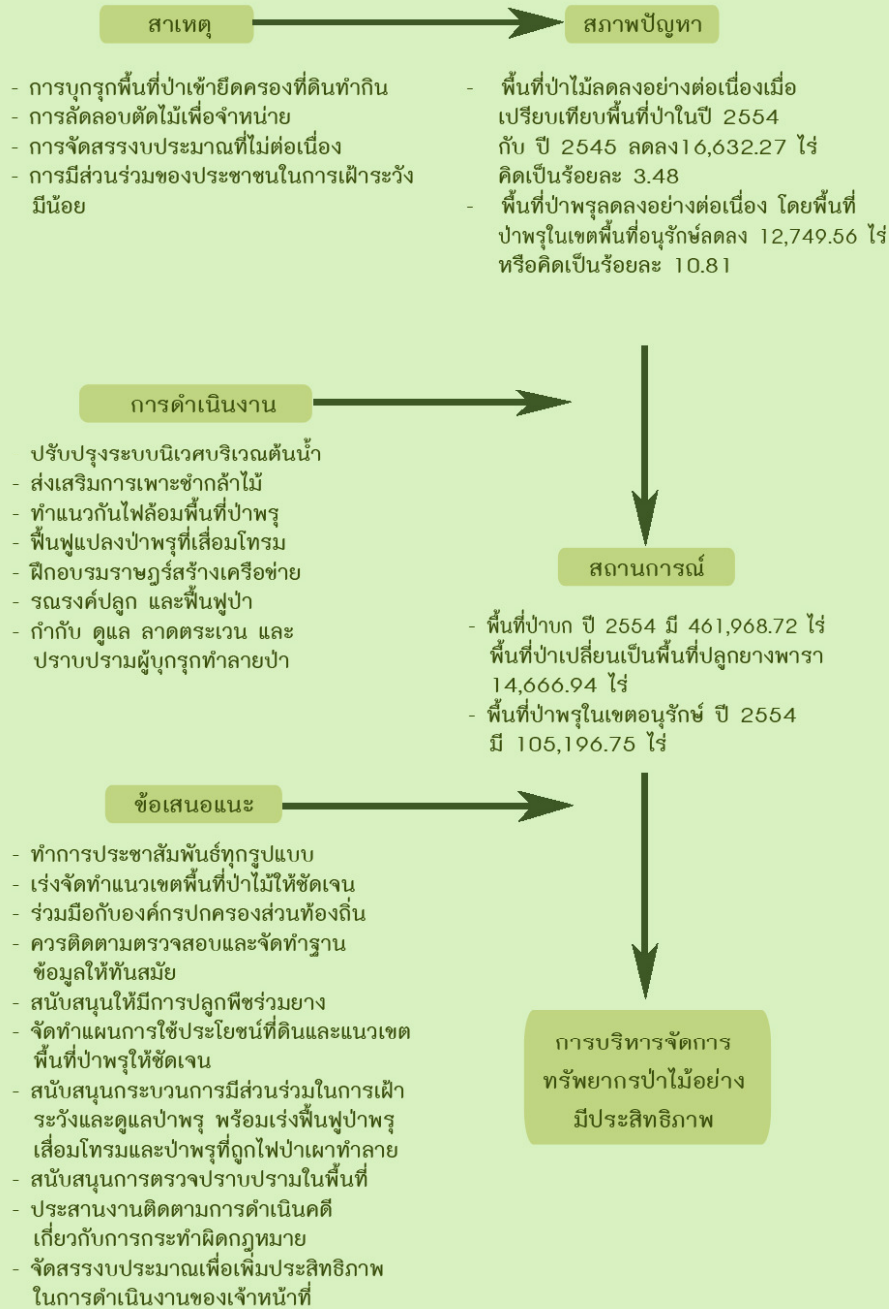 สาเหตุ
- การบุกรุกพื้นที่ป่าเข้ายึดครองที่ดินทำกิน
- การลัดลอบตัดไม้เพื่อจำหน่าย
- การจัดสรรงบประมาณที่ไม่ต่อเนื่อง
- การมีส่วนร่วมของประชาชนในการเฝ้าระวัง
มีน้อย
สภาพปัญหา
- พื้นที่ป่าไม้ลดลงอย่างต่อเนื่องเมื่อ
เปรียบเทียบพื้นที่ป่าในปี 2554
กับ ปี 2545 ลดลง16,632.27 ไร่
คิดเป็นร้อยละ 3.48
- พื้นที่ป่าพรุลดลงอย่างต่อเนื่อง โดยพื้นที่
ป่าพรุในเขตพื้นที่อนุรักษ์ลดลง 12,749.56 ไร่
หรือคิดเป็นร้อยละ 10.81
การดำเนินงาน
ปรับปรุงระบบนิเวศบริเวณต้นน้ำ
- ส่งเสริมการเพาะชำกล้าไม้
- ทำแนวกันไฟล้อมพื้นที่ป่าพรุ
- ฟื้นฟูแปลงป่าพรุที่เสื่อมโทรม
- ฝึกอบรมราษฎร์สร้างเครือข่าย
- รณรงค์ปลูก และฟื้นฟูป่า
- กำกับ ดูแล ลาดตระเวน และ
ปราบปรามผู้บุกรุกทำลายป่า
สถานการณ์
- พื้นที่ป่าบก ปี 2554 มี 461,968.72 ไร่
พื้นที่ป่าเปลี่ยนเป็นพื้นที่ปลูกยางพารา
14,666.94 ไร่
- พื้นที่ป่าพรุในเขตอนุรักษ์ ปี 2554
มี 105,196.75 ไร่
ข้อเสนอแนะ
- ทำการประชาสัมพันธ์ทุกรูปแบบ
- เร่งจัดทำแนวเขตพื้นที่ป่าไม้ให้ชัดเจน
- ร่วมมือกับองค์กรปกครองส่วนท้องถิ่น
- ควรติดตามตรวจสอบและจัดทำฐาน
ข้อมูลให้ทันสมัย
- สนับสนุนให้มีการปลูกพืชร่วมยาง
- จัดทำแผนการใช้ประโยชน์ที่ดินและแนวเขต
พื้นที่ป่าพรุให้ชัดเจน
- สนับสนุนกระบวนการมีส่วนร่วมในการเฝ้า
ระวังและดูแลป่าพรุ พร้อมเร่งฟื้นฟูป่าพรุ
เสื่อมโทรมและป่าพรุที่ถูกไฟป่าเผาทำลาย
- สนับสนุนการตรวจปราบปรามในพื้นที่
- ประสานงานติดตามการดำเนินคดี
เกี่ยวกับการกระทำผิดกฎหมาย
- จัดสรรงบประมาณเพื่อเพิ่มประสิทธิภาพ
ในการดำเนินงานของเจ้าหน้าที่
การบริหารจัดการ
ทรัพยากรป่าไม้อย่าง
มีประสิทธิภาพ